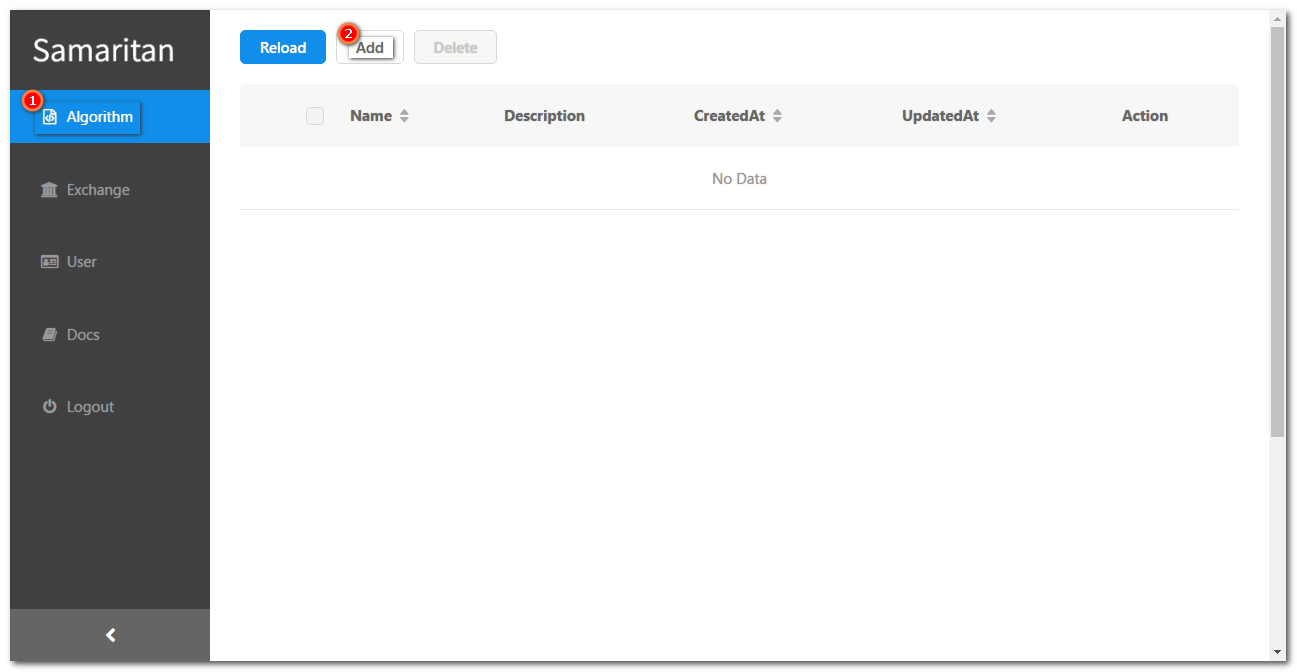 Samaritan
1
Algorithm
Exchange
User
Docs
Logout
Reload
2
Add
Delete
Name
Description
CreatedAt
UpdatedAt
Action
No Data